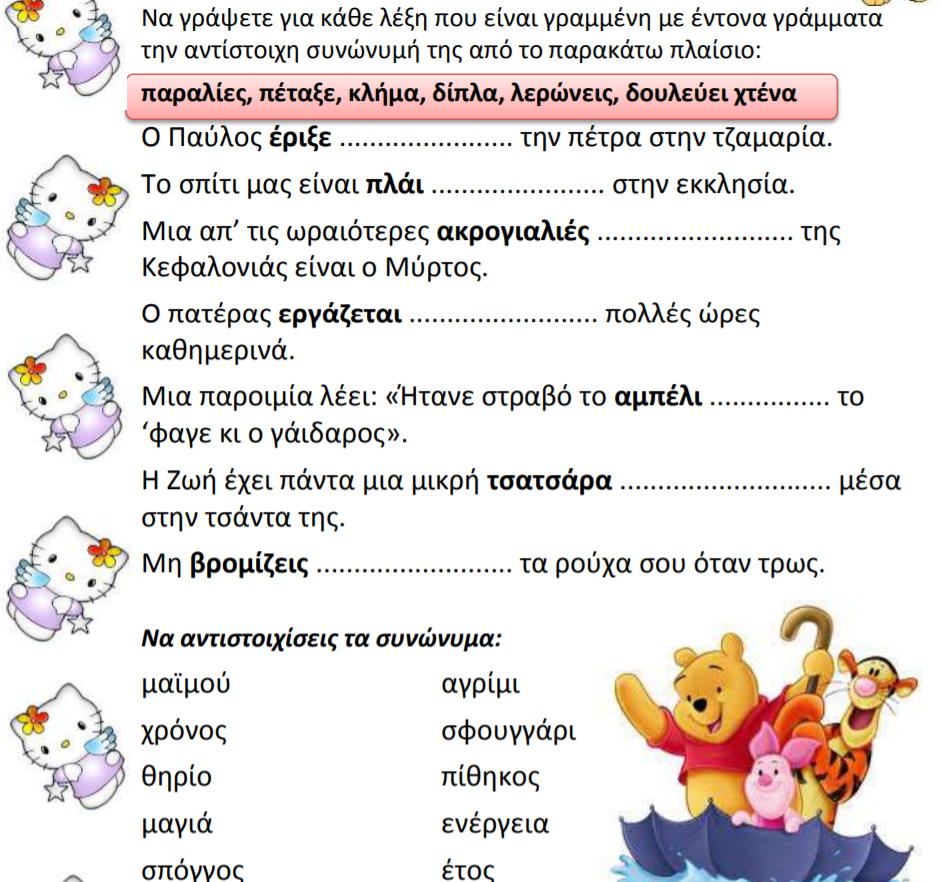 Να γράψετε για κάθε λέξη που είναι γραμμένη με έντονα γράμματα
την αντίστοιχη συνώνυμή της από το παρακάτω πλαίσιο:
παραλίες, πέταξε, κλήμα, δίπλα, λερώνεις, δουλεύει χτένα
Ο Παύλος έριξε ...................... την πέτρα στην τζαμαρία.
Το σπίτι μας είναι πλάι ....................... στην εκκλησία.
Μια απ’ τις ωραιότερες ακρογιαλιές .......................... της
Κεφαλονιάς είναι ο Μύρτος.
Ο πατέρας εργάζεται ......................... πολλές ώρες
καθημερινά.
Μια παροιμία λέει: «Ήτανε στραβό το αμπέλι ................ το
‘φαγε κι ο γάιδαρος».
Η Ζωή έχει πάντα μια μικρή τσατσάρα ............................ μέσα
στην τσάντα της.
Μη βρομίζεις .......................... τα ρούχα σου όταν τρως.
Να αντιστοιχίσεις τα συνώνυμα:
μαϊμού αγρίμι
χρόνος σφουγγάρι
θηρίο πίθηκος
μαγιά ενέργεια
σπόγγος έτος